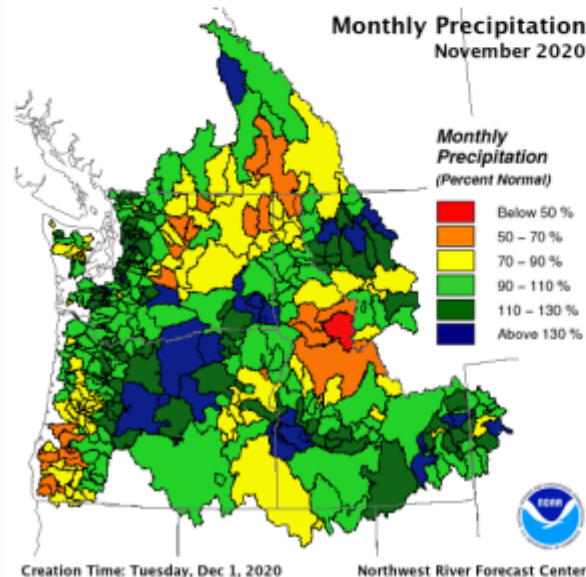 Monthly Precipitation
November 2020
Monthly
Precipitation
(Percent Normal)
Below 50 %
50 - 70 %
70 - 90 %
90 - 110 %
110 - 130 %
Above 130 %
NOAA
Creation Time: Tuesday, Dec 1, 2020
Northwest River Forecast Center